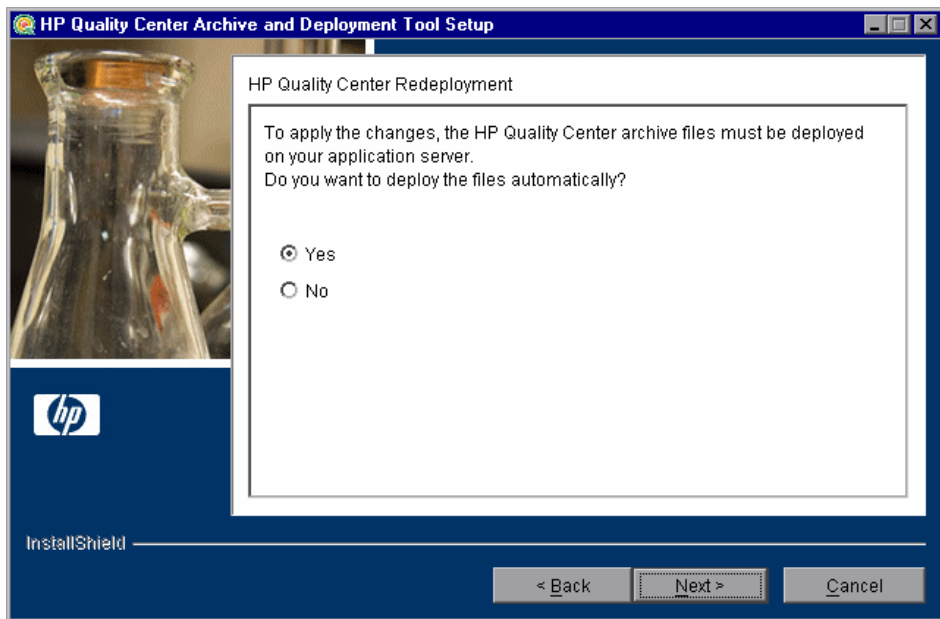 HP Quality Center Archive and Deployment Tool Setup
HP Quality Center Redeployment
To apply the changes, the HP Quality Center archive files must be deployed
on your application server.
Do you want to deploy the files automatically?
Yes
No
hp
InstallShield
< Back
Next >
Cancel